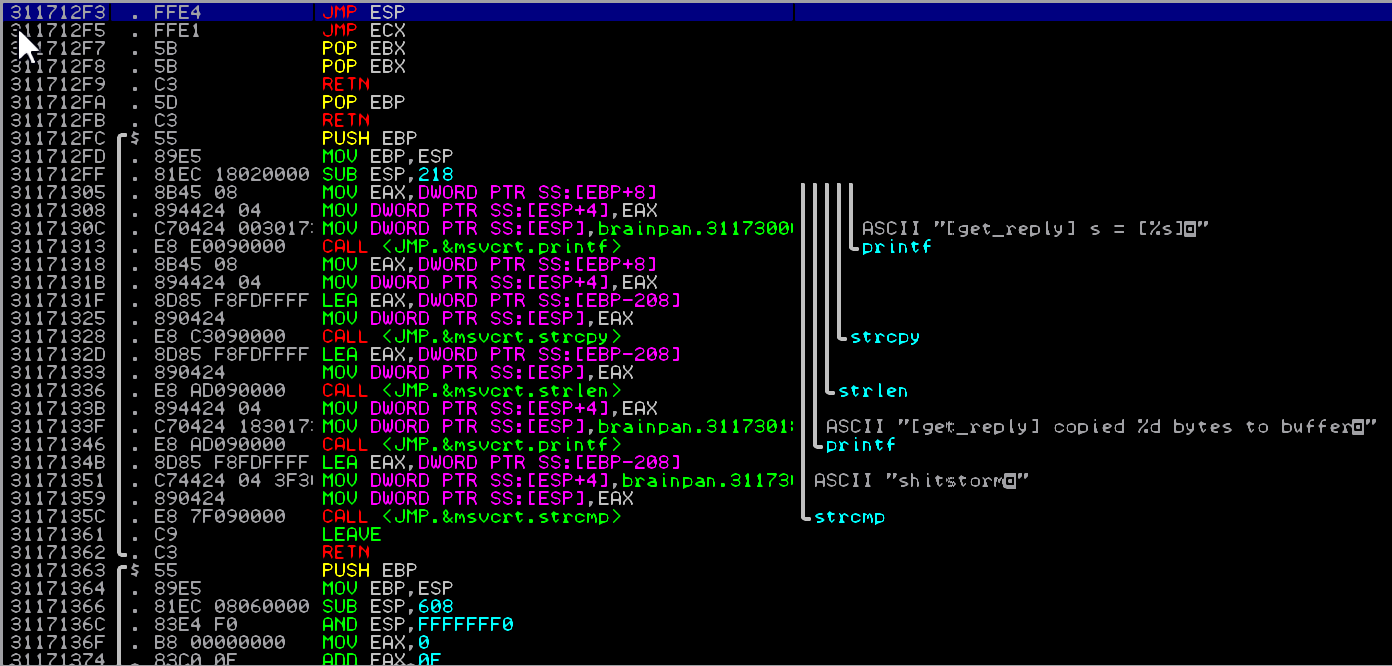 311712F3 . FFE4 JMP ESP
311712F5 . FFE1 JMP ECX
311712F7 . 5B POP EBX
311712F8 . 5B POP EBX
311712F9 . C3 RETN
311712FA . 5D POP EBP
311712FB . C3 RETN
311712FC $ 55 PUSH EBP
311712FD . 89E5 MOV EBP,ESP
311712FF . 81EC 18020000 SUB ESP,218
31171305 . 8B45 08 MOV EAX,DWORD PTR SS:[EBP+8]
31171308 . 894424 04 MOV DWORD PTR SS:[ESP+4],EAX
3117130C . C70424 003017 MOV DWORD PTR SS:[ESP],brainpan.3117300 ASCII "[get_reply] s = [%s]"
31171313 . E8 E0090000 CALL <JMP.&msvcrt.printf> printf
31171318 . 8B45 08 MOV EAX,DWORD PTR SS:[EBP+8]
3117131B . 894424 04 MOV DWORD PTR SS:[ESP+4],EAX
3117131F . 8D85 F8FDFFFF LEA EAX,DWORD PTR SS:[EBP-208]
31171325 . 890424 MOV DWORD PTR SS:[ESP],EAX
31171328 . E8 C3090000 CALL <JMP.&msvcrt.strcpy> strcpy
3117132D . 8D85 F8FDFFFF LEA EAX,DWORD PTR SS:[EBP-208]
31171333 . 890424 MOV DWORD PTR SS:[ESP],EAX
31171336 . E8 AD090000 CALL <JMP.&msvcrt.strlen> strlen
3117133B . 894424 04 MOV DWORD PTR SS:[ESP+4],EAX
3117133F . C70424 183017 MOV DWORD PTR SS:[ESP],brainpan.3117301 ASCII "[get_reply] copied %d bytes to buffer"
31171346 . E8 AD090000 CALL <JMP.&msvcrt.printf> printf
3117134B . 8D85 F8FDFFFF LEA EAX,DWORD PTR SS:[EBP-208]
31171351 . C74424 04 3F3 MOV DWORD PTR SS:[ESP+4],brainpan.31173 ASCII "shitstorm"
31171359 . 890424 MOV DWORD PTR SS:[ESP],EAX
3117135C . E8 7F090000 CALL <JMP.&msvcrt.strcmp> strcmp
31171361 . C9 LEAVE
31171362 . C3 RETN
31171363 $ 55 PUSH EBP
31171364 . 89E5 MOV EBP,ESP
31171366 . 81EC 08060000 SUB ESP,608
3117136C . 83E4 F0 AND ESP,FFFFFFF0
3117136F . B8 00000000 MOV EAX,0
31171374 . 83C0 0F ADD EAX,0F